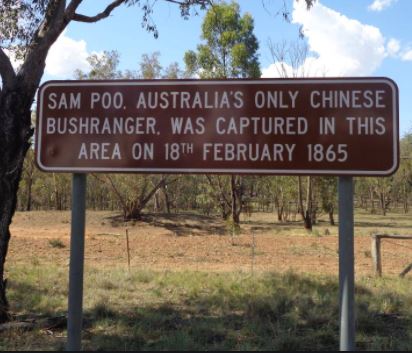 SAM POO. AUSTRALIA'S ONLY CHINESE
BUSHRANGER. WAS CAPTURED IN THIS
AREA ON 18TH FEBRUARY 1865